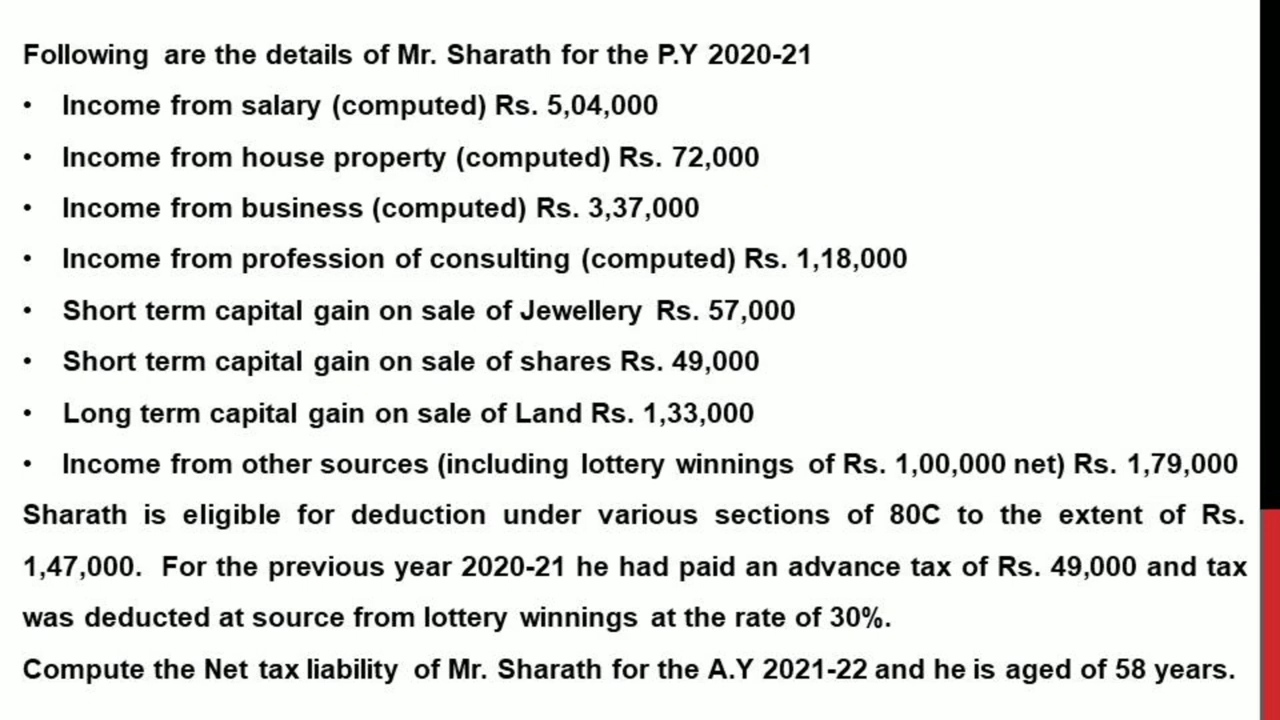 Following are the details of Mr. Sharath for the P.Y 2020-21
• Income from salary (computed) Rs. 5,04,000
• Income from house property (computed) Rs. 72,000
• Income from business (computed) Rs. 3,37,000
• Income from profession of consulting (computed) Rs. 1,18,000
• Short term capital gain on sale of Jewellery Rs. 57,000
• Short term capital gain on sale of shares Rs. 49,000
• Long term capital gain on sale of Land Rs. 1,33,000
• Income from other sources (including lottery winnings of Rs. 1,00,000 net) Rs. 1,79,000
Sharath is eligible for deduction under various sections of 80C to the extent of Rs.
1,47,000. For the previous year 2020-21 he had paid an advance tax of Rs. 49,000 and tax
was deducted at source from lottery winnings at the rate of 30%.
Compute the Net tax liability of Mr. Sharath for the A.Y 2021-22 and he is aged of 58 years.